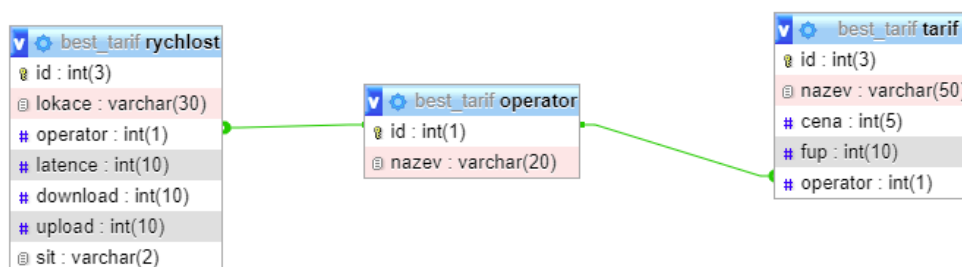 v best_tarif rychlost
id : int(3)
lokace : varchar(30)
# operator : int(1)
# latence : int(10)
# download : int(10)
# upload : int(10)
sit : varchar(2)
v best_tarif operator
id : int(1)
nazev : varchar(20)
v best_tarif tarif
id : int(3)
nazev : varchar(50)
# cena : int(5)
# fup : int(10)
# operator : int(1)